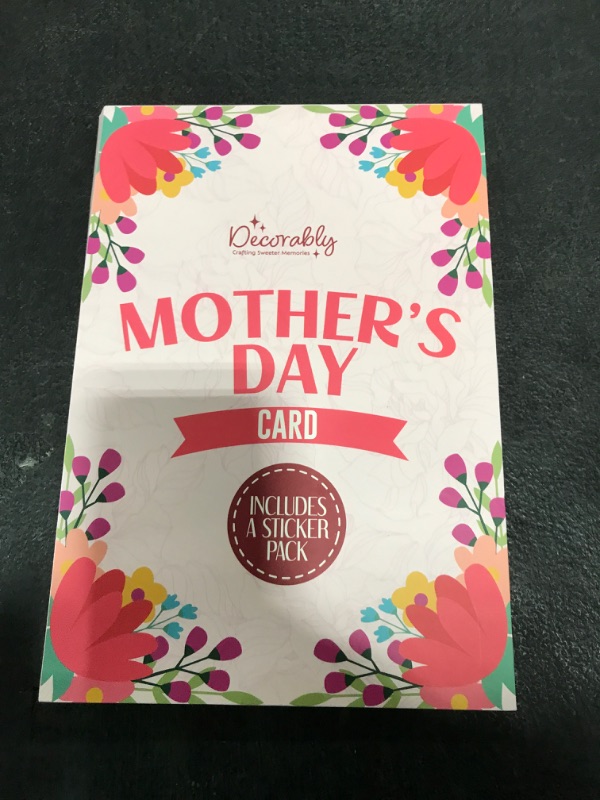 Decorably
Crafting Sweeter Memories
MOTHER'S
DAY
CARD
INCLUDES
A STICKER
PACK